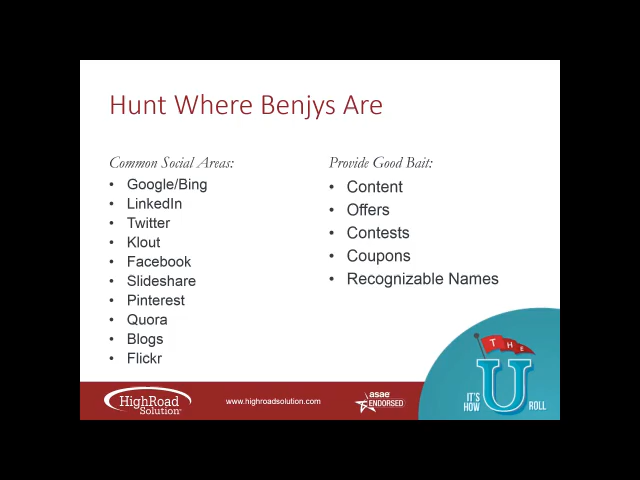 Hunt Where Benjys Are
Common Social Areas:
• Google/Bing
• LinkedIn
• Twitter
• Klout
• Facebook
• Slideshare
• Pinterest
• Quora
• Blogs
• Flickr
Provide Good Bait:
• Content
• Offers
• Contests
• Coupons
• Recognizable Names
HighRoad
Solution
www.highroadsolution.com
asae
ENDORSED
THE
U
IT'S
HOW
ROLL